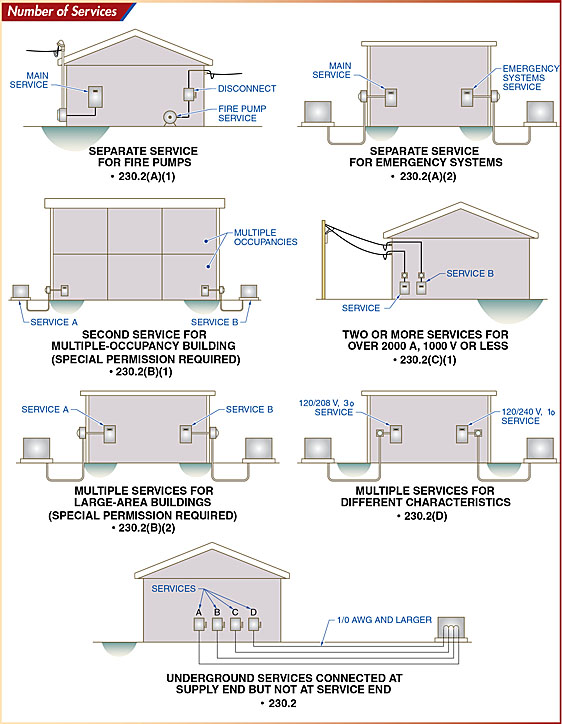 Number of Services
MAIN
SERVICE
DISCONNECT
FIRE PUMP
SERVICE
SEPARATE SERVICE
FOR FIRE PUMPS
• 230.2(A)(1)
MAIN
SERVICE
EMERGENCY
SYSTEMS
SERVICE
SEPARATE SERVICE
FOR EMERGENCY SYSTEMS
• 230.2(A)(2)
MULTIPLE
OCCUPANCIES
SERVICE A
SERVICE B
SECOND SERVICE FOR
MULTIPLE-OCCUPANCY BUILDING
(SPECIAL PERMISSION REQUIRED)
• 230.2(B)(1)
SERVICE B
SERVICE
TWO OR MORE SERVICES FOR
OVER 2000 A, 1000 V OR LESS
• 230.2(C)(1)
SERVICE A
SERVICE B
MULTIPLE SERVICES FOR
LARGE-AREA BUILDINGS
(SPECIAL PERMISSION REQUIRED)
• 230.2(B)(2)
120/208 V, 3ϕ
SERVICE
120/240 V, 1ϕ
SERVICE
MULTIPLE SERVICES FOR
DIFFERENT CHARACTERISTICS
• 230.2(D)
SERVICES
A B C D
1/0 AWG AND LARGER
UNDERGROUND SERVICES CONNECTED AT
SUPPLY END BUT NOT AT SERVICE END
• 230.2